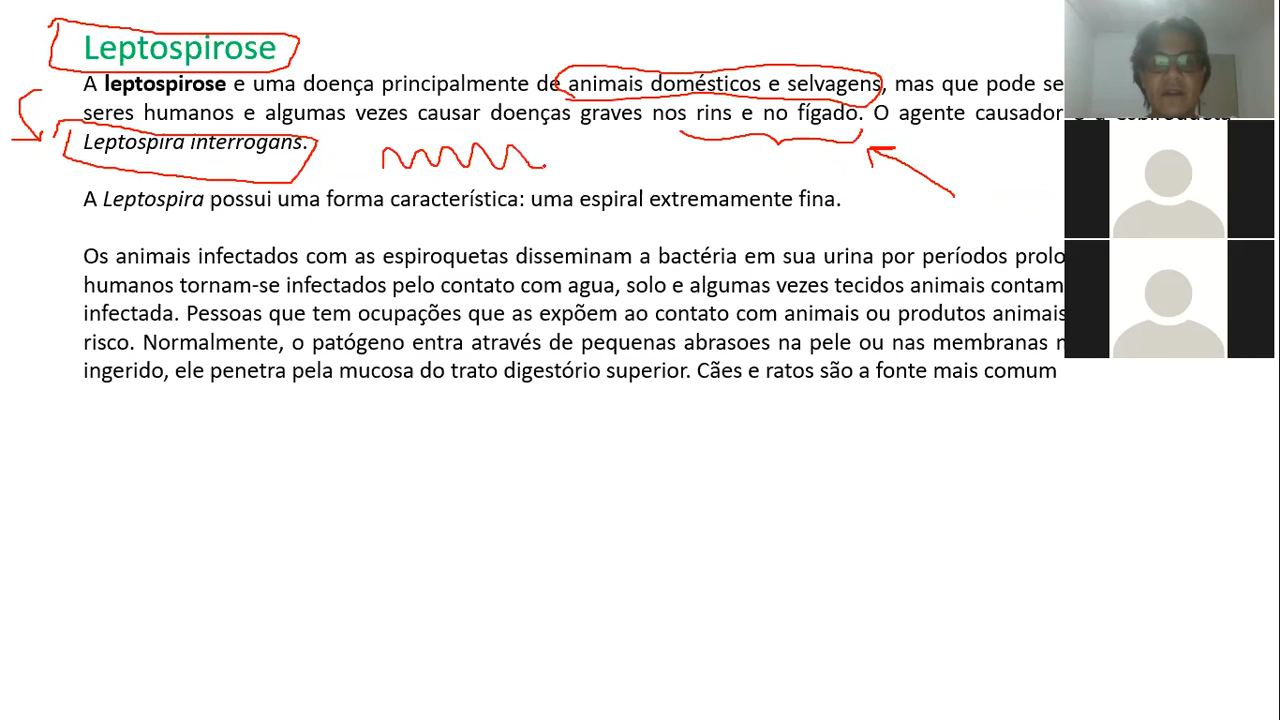 Leptospirose
A leptospirose e uma doença principalmente de animais domésticos e selvagens, mas que pode se
seres humanos e algumas vezes causar doenças graves nos rins e no fígado. O agente causador
Leptospira interrogans.
A Leptospira possui uma forma característica: uma espiral extremamente fina.
Os animais infectados com as espiroquetas disseminam a bactéria em sua urina por períodos prolo
humanos tornam-se infectados pelo contato com agua, solo e algumas vezes tecidos animais contam
infectada. Pessoas que tem ocupações que as expõem ao contato com animais ou produtos animais
risco. Normalmente, o patógeno entra através de pequenas abrasoes na pele ou nas membranas
ingerido, ele penetra pela mucosa do trato digestório superior. Cães e ratos são a fonte mais comum